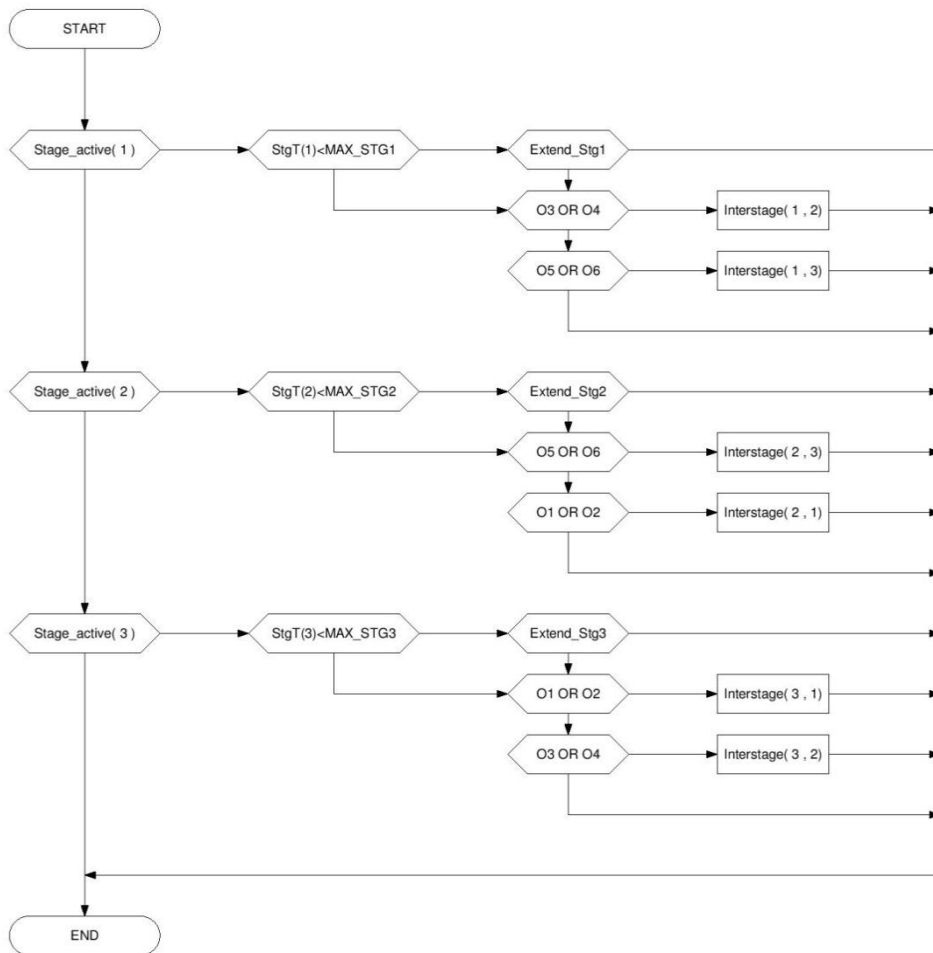 START
Stage_active( 1 )
StgT(1)<MAX_STG1
Extend_Stg1
O3 OR O4
Interstage( 1 , 2)
O5 OR O6
Interstage( 1 , 3)
Stage_active( 2 )
StgT(2)<MAX_STG2
Extend_Stg2
O5 OR O6
Interstage( 2 , 3)
O1 OR O2
Interstage( 2 , 1)
Stage_active( 3 )
StgT(3)<MAX_STG3
Extend_Stg3
O1 OR O2
Interstage( 3 , 1)
O3 OR O4
Interstage( 3 , 2)
END